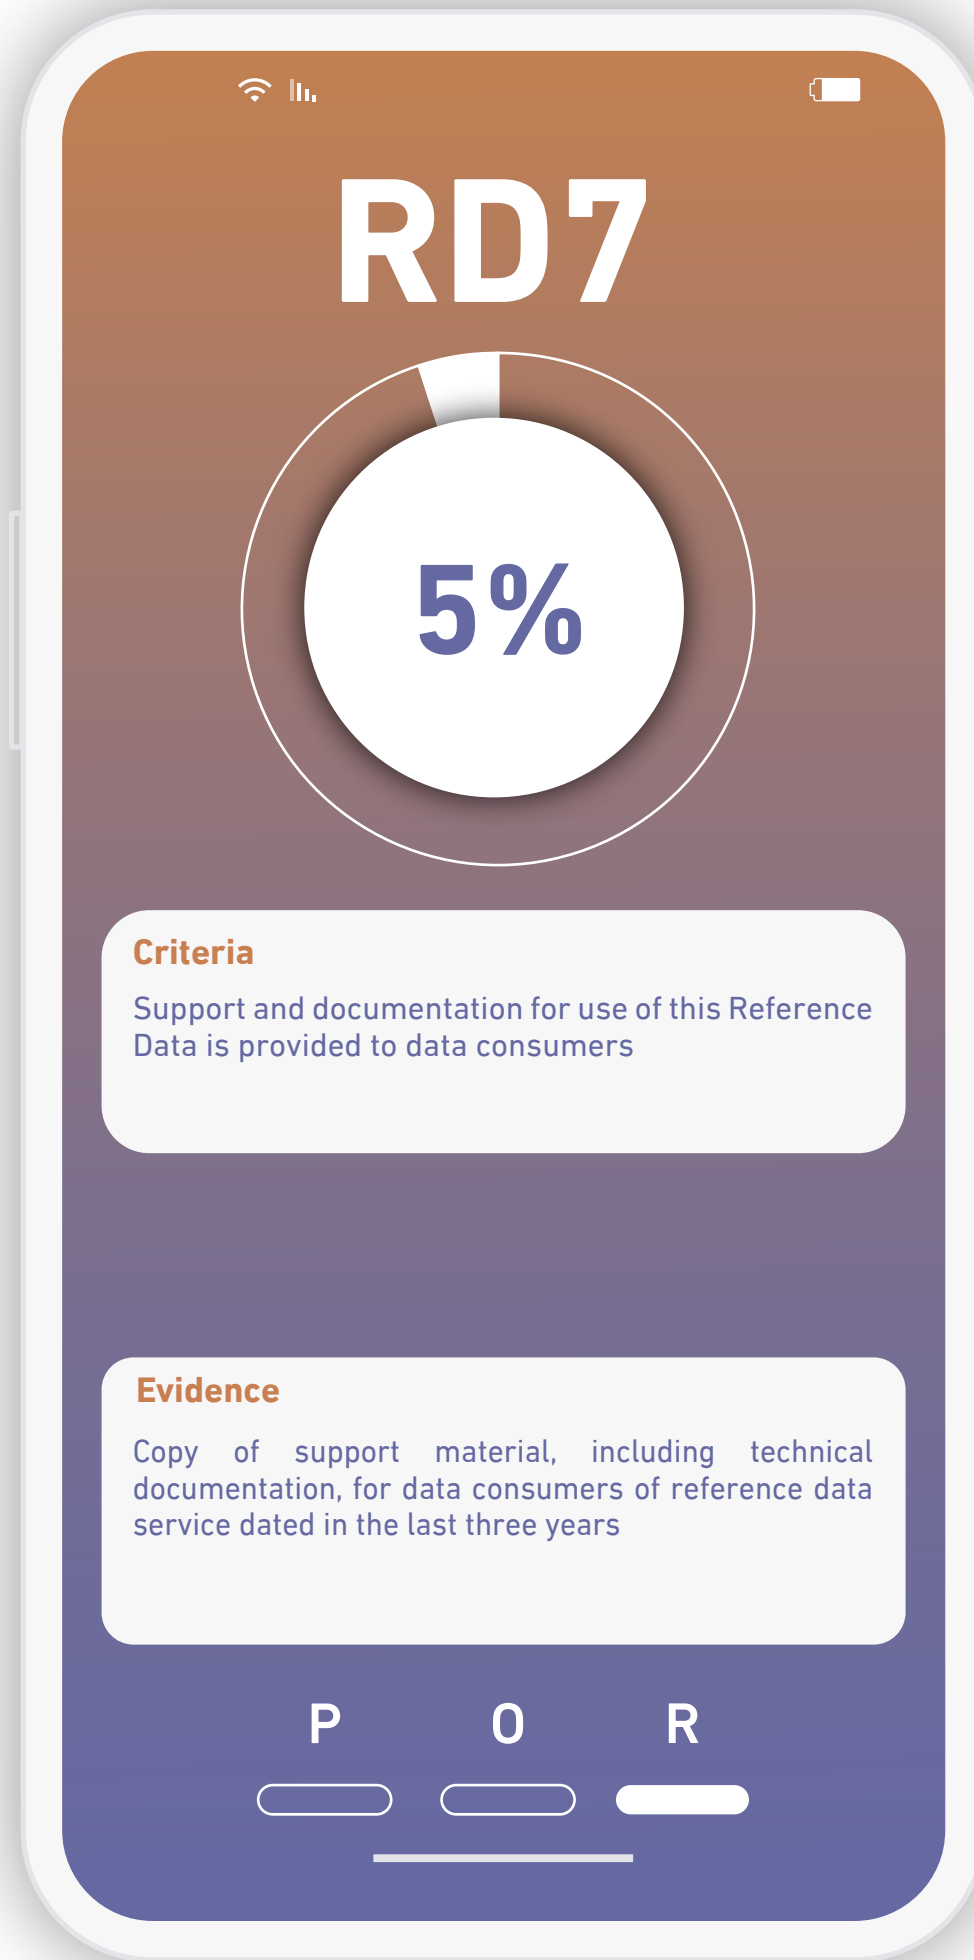 RD7
5%
Criteria
Support and documentation for use of this Reference
Data is provided to data consumers
Evidence
Copy of support material, including technical
documentation, for data consumers of reference data
service dated in the last three years
P O R